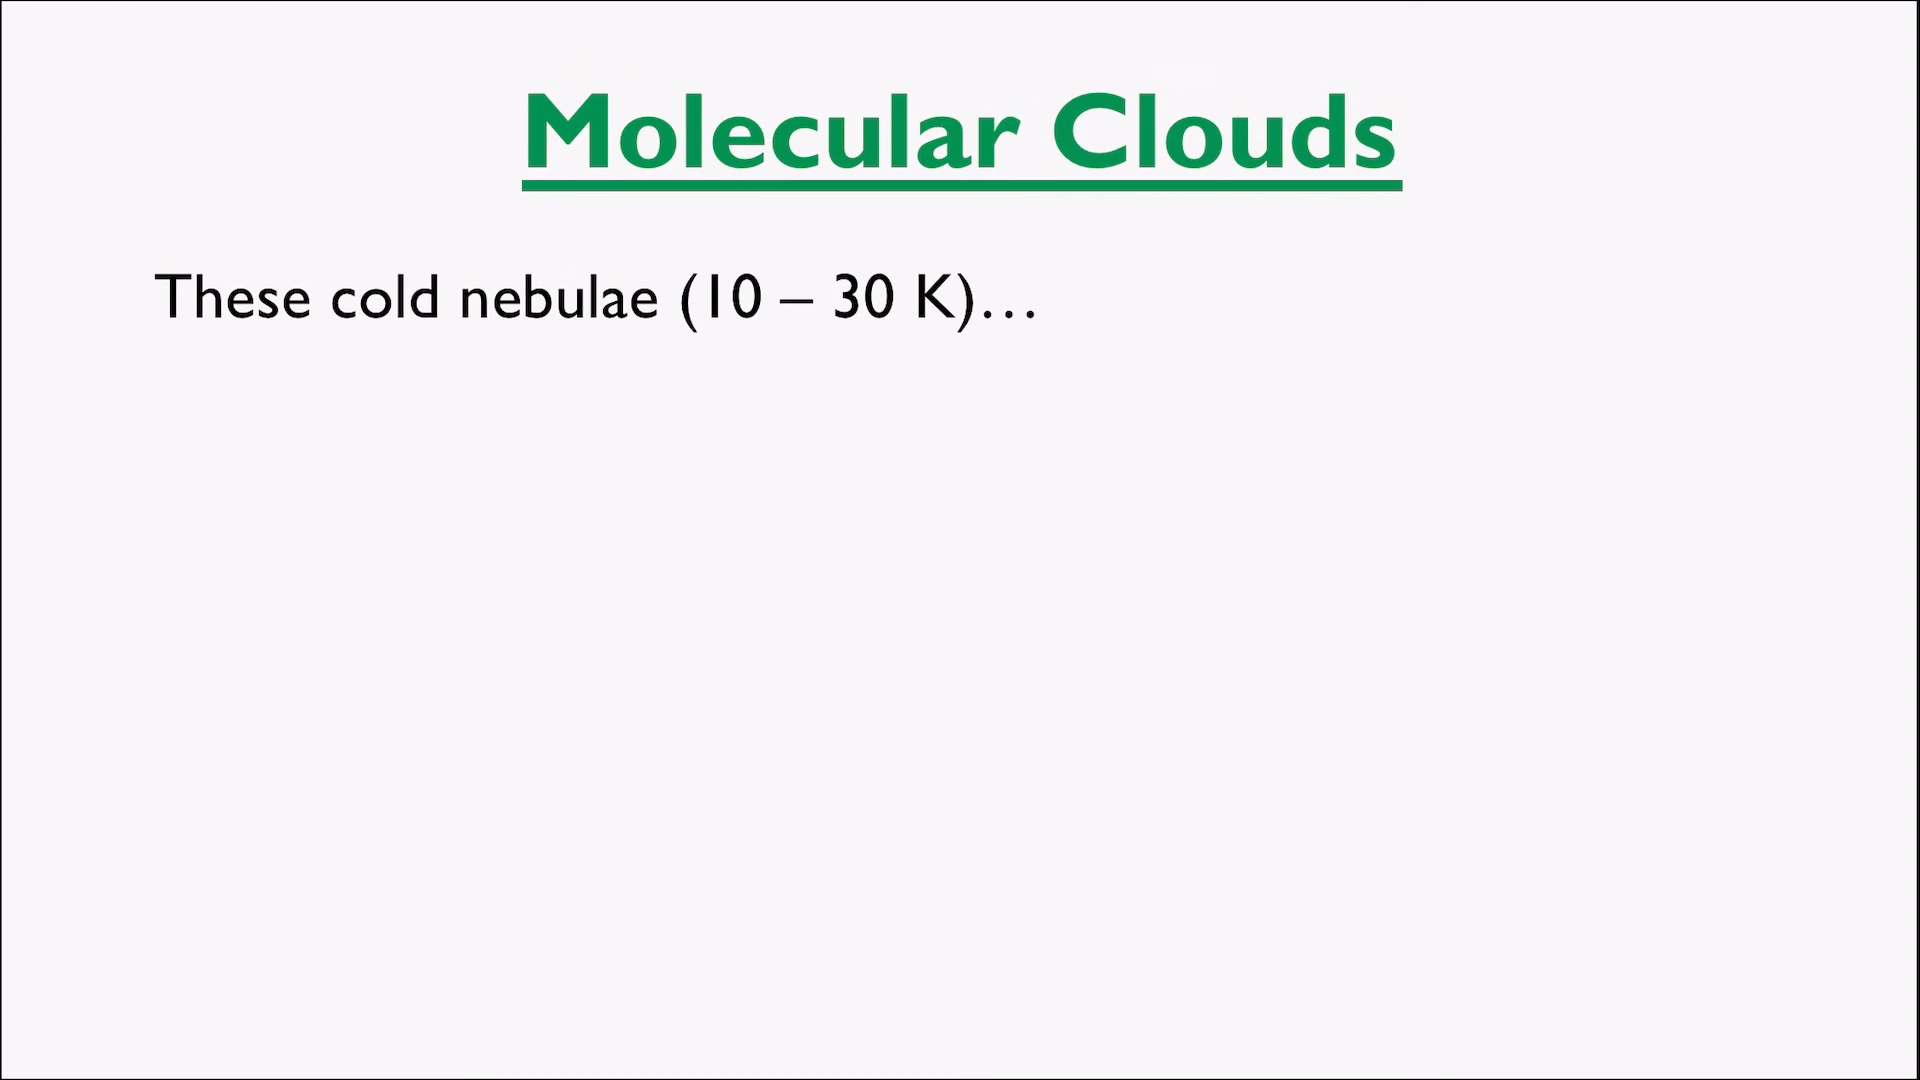 Molecular Clouds
These cold nebulae (10 – 30 K)…